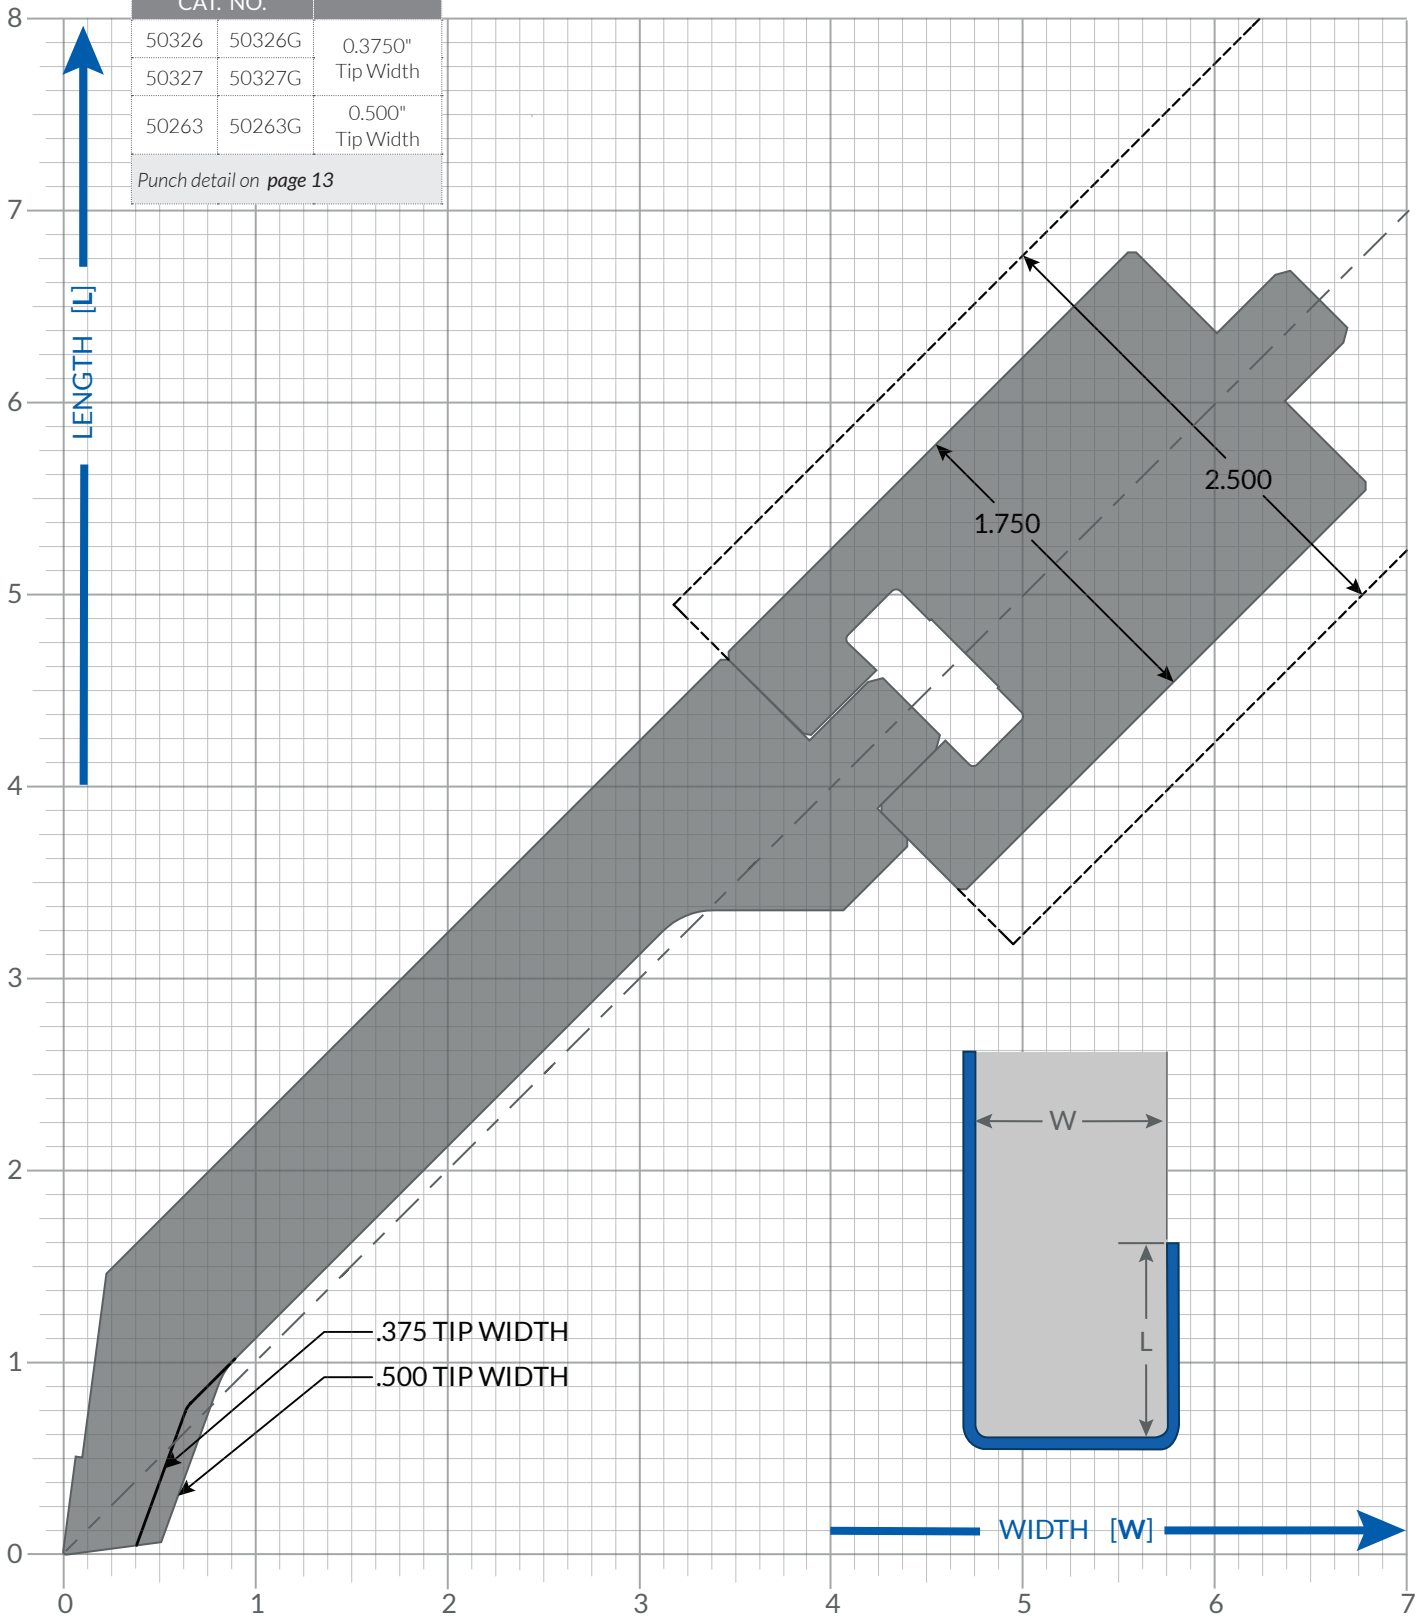 CAT. NO.
50326 50326G 0.3750" Tip Width
50327 50327G
50263 50263G 0.500" Tip Width
Punch detail on page 13
8
7
6
5
4
3
2
1
0
LENGTH [L]
2.500
1.750
.375 TIP WIDTH
.500 TIP WIDTH
W
L
WIDTH [W]
0 1 2 3 4 5 6 7